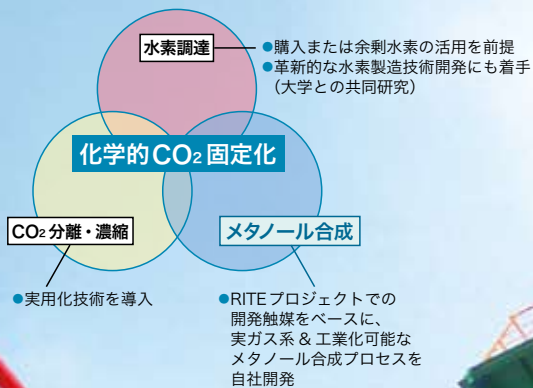 水素調達
●購入または余剰水素の活用を前提
●革新的な水素製造技術開発にも着手
（大学との共同研究）
化学的CO₂固定化
CO₂分離・濃縮
メタノール合成
●実用化技術を導入
●RITEプロジェクトでの
開発触媒をベースに、
実ガス系&工業化可能な
メタノール合成プロセスを
自社開発